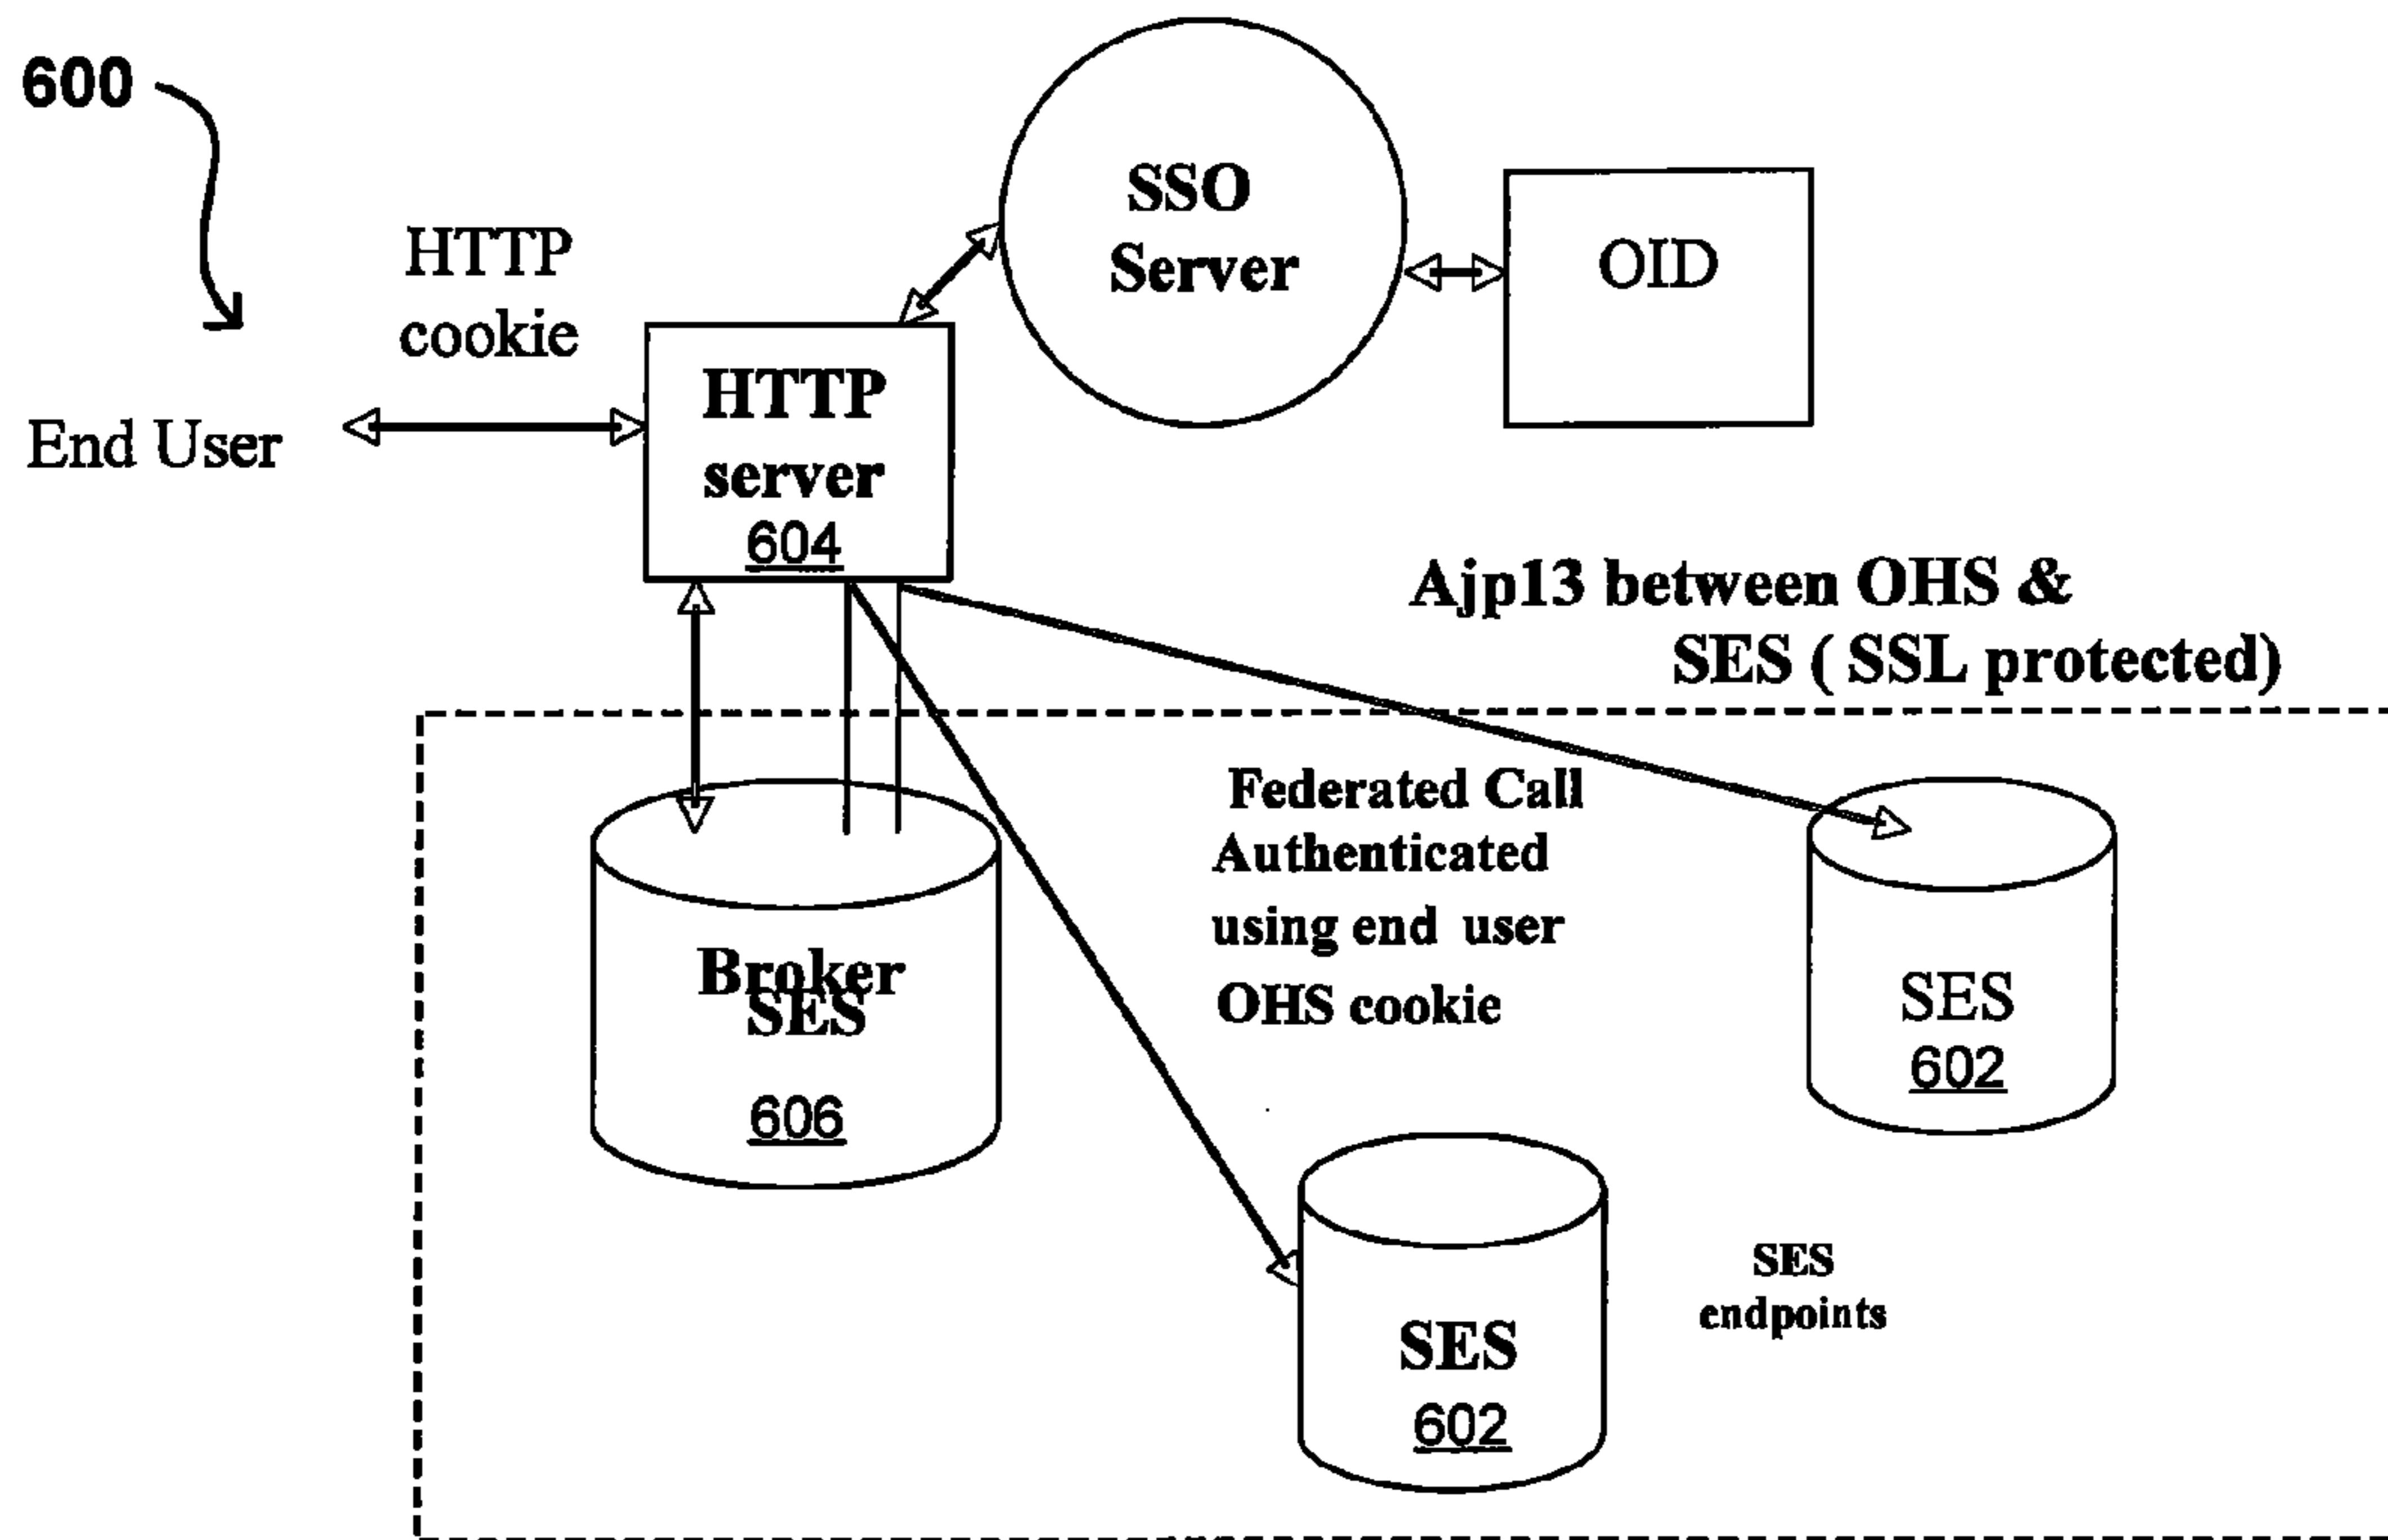 600
HTTP
cookie
End User
SSO
Server
OID
HTTP
server
604
Ajp13 between OHS &
SES ( SSL protected)
Federated Call
Authenticated
using end user
OHS cookie
Broker
SES
606
SES
602
SES
602
SES
endpoints